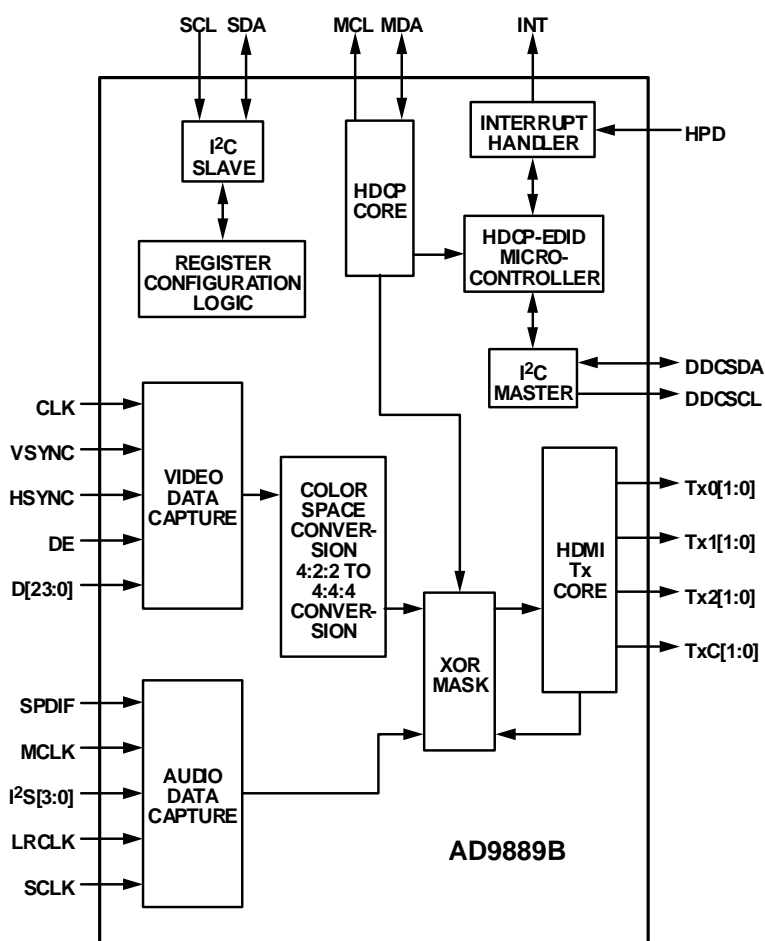 SCL SDA MCL MDA INT
I²C
SLAVE
HDCP
CORE
INTERRUPT
HANDLER
HPD
REGISTER
CONFIGURATION
LOGIC
HDCP-EDID
MICRO-
CONTROLLER
I²C
MASTER
DDCSDA
DDCSCL
CLK
VSYNC
HSYNC
DE
D[23:0]
VIDEO
DATA
CAPTURE
COLOR
SPACE
CONVER-
SION
4:2:2 TO
4:4:4
CONVER-
SION
HDMI
Tx
CORE
Tx0[1:0]
Tx1[1:0]
Tx2[1:0]
TxC[1:0]
XOR
MASK
SPDIF
MCLK
I²S[3:0]
LRCLK
SCLK
AUDIO
DATA
CAPTURE
AD9889B